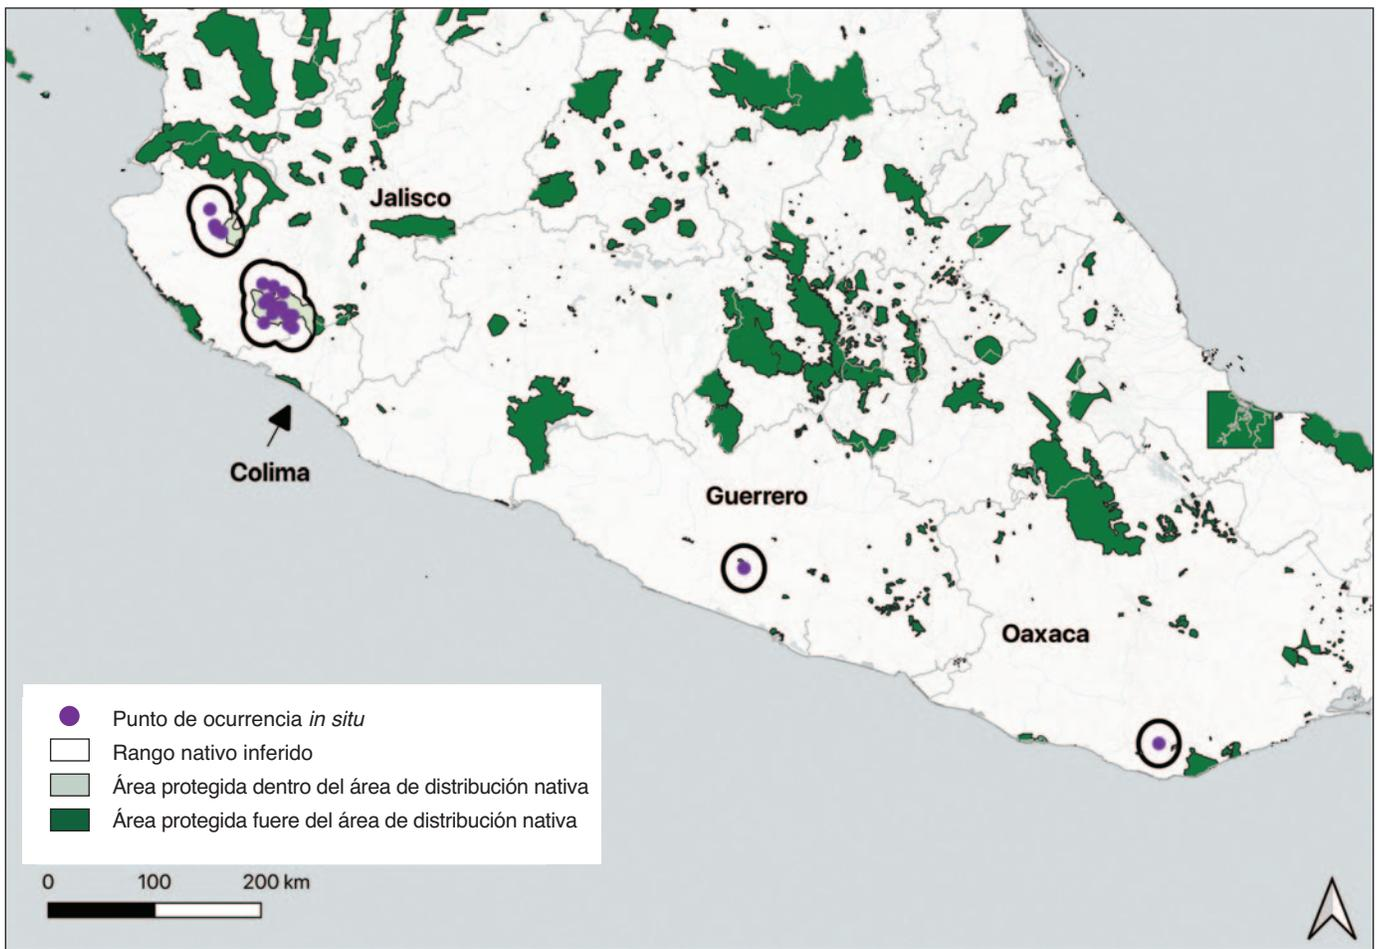 Jalisco
Colima
Guerrero
Oaxaca
Punto de ocurrencia in situ
Rango nativo inferido
Área protegida dentro del área de distribución nativa
Área protegida fuere del área de distribución nativa
0 100 200 km